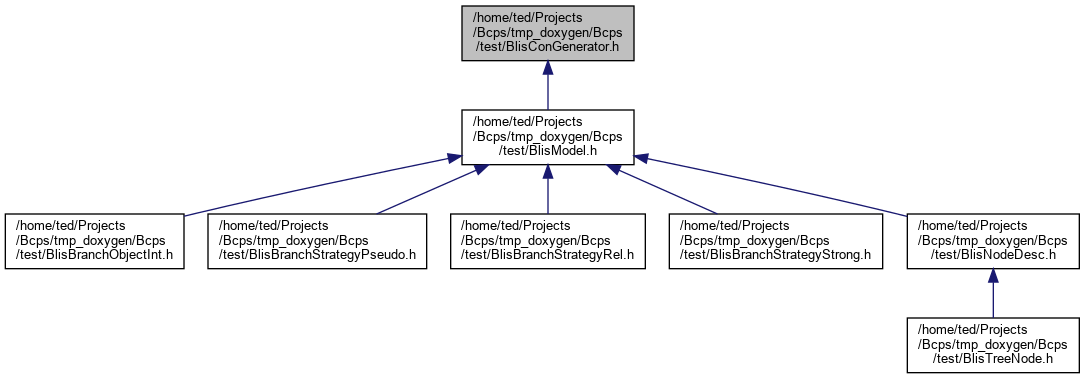 /home/ted/Projects
/Bcps/tmp_doxygen/Bcps
/test/BlisConGenerator.h
/home/ted/Projects
/Bcps/tmp_doxygen/Bcps
/test/BlisModel.h
/home/ted/Projects
/Bcps/tmp_doxygen/Bcps
/test/BlisBranchObjectInt.h
/home/ted/Projects
/Bcps/tmp_doxygen/Bcps
/test/BlisBranchStrategyPseudo.h
/home/ted/Projects
/Bcps/tmp_doxygen/Bcps
/test/BlisBranchStrategyRel.h
/home/ted/Projects
/Bcps/tmp_doxygen/Bcps
/test/BlisBranchStrategyStrong.h
/home/ted/Projects
/Bcps/tmp_doxygen/Bcps
/test/BlisNodeDesc.h
/home/ted/Projects
/Bcps/tmp_doxygen/Bcps
/test/BlisTreeNode.h